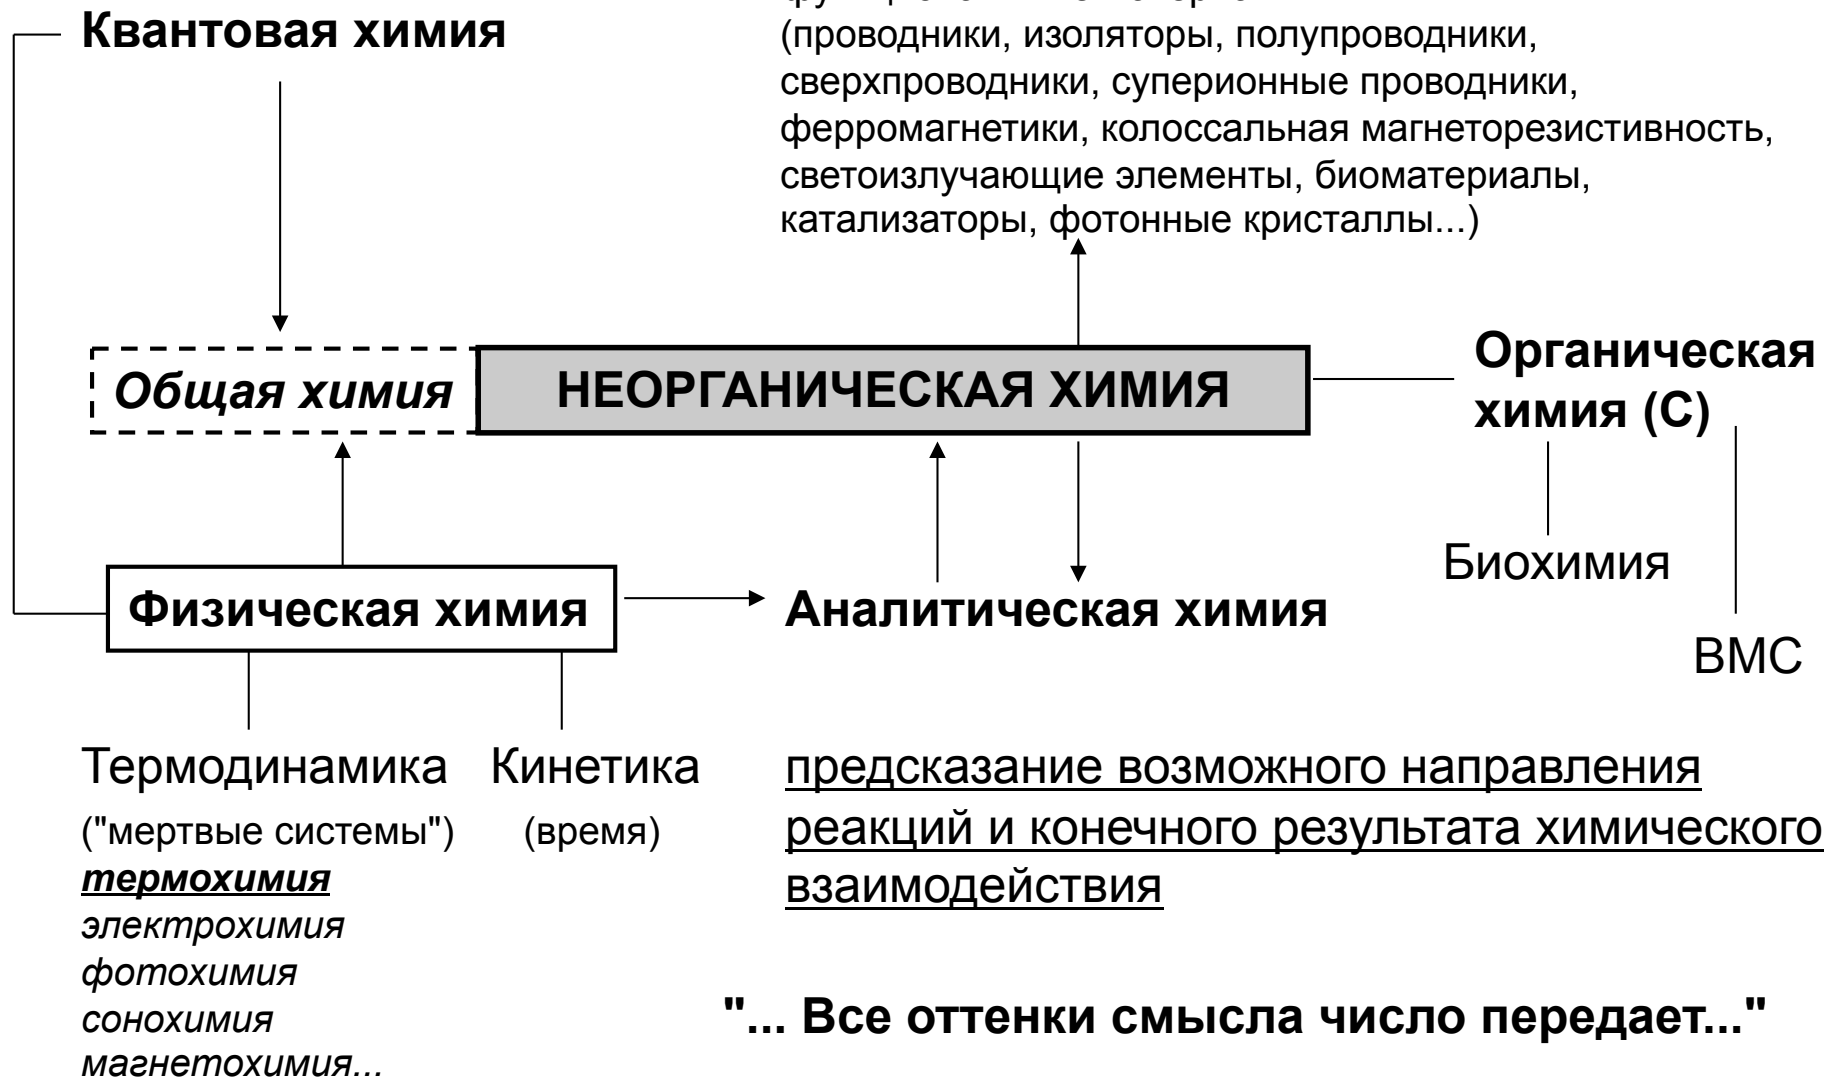 Квантовая химия
(проводники, изоляторы, полупроводники,
сверхпроводники, суперионные проводники,
ферромагнетики, колоссальная магнеторезистивность,
светоизлучающие элементы, биоматериалы,
катализаторы, фотонные кристаллы...)
Общая химия
НЕОРГАНИЧЕСКАЯ ХИМИЯ
Органическая
химия (С)
Биохимия
ВМС
Физическая химия
Аналитическая химия
Термодинамика
("мертвые системы")
термохимия
электрохимия
фотохимия
сонохимия
магнетохимия...
Кинетика
(время)
предсказание возможного направления
реакций и конечного результата химического
взаимодействия
"... Все оттенки смысла число передает..."